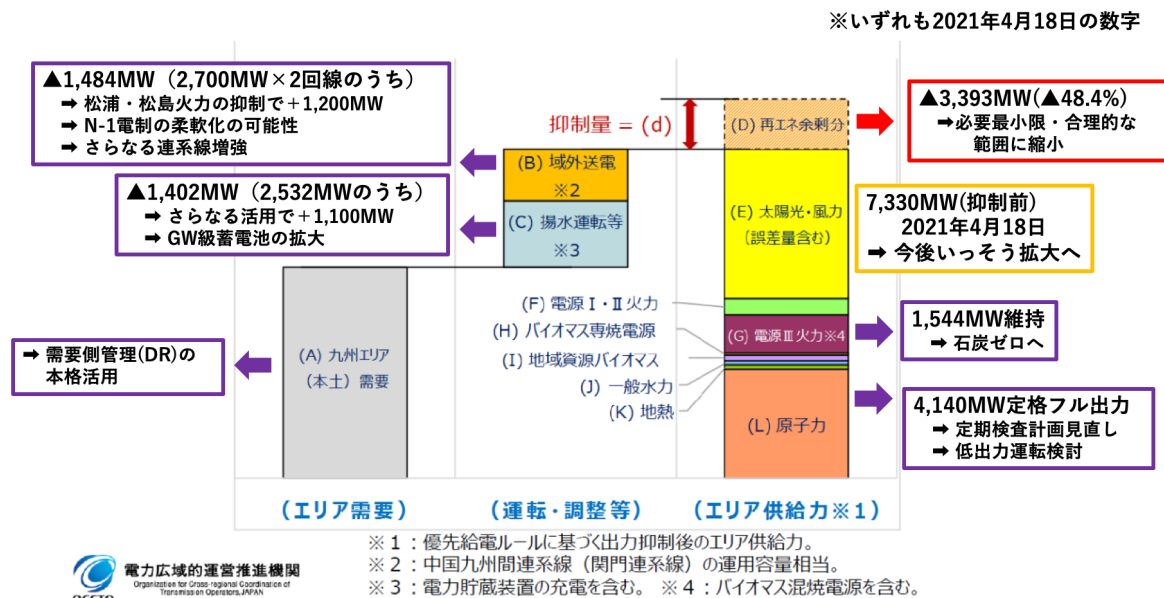 ※いずれも2021年4月18日の数字
▲1,484MW（2,700MW×2回線のうち）
➡ 松浦・松島火力の抑制で＋1,200MW
➡ N-1電制の柔軟化の可能性
➡ さらなる連系線増強
▲1,402MW（2,532MWのうち）
➡ さらなる活用で＋1,100MW
➡ GW級蓄電池の拡大
➡ 需要側管理(DR)の
本格活用
(A) 九州エリア
（本土）需要
(B) 域外送電
※2
(C) 揚水運転等
※3
抑制量 = (d)
(D) 再エネ余剰分
(E) 太陽光・風力
（誤差量含む）
(F) 電源Ⅰ・Ⅱ火力
(G) 電源Ⅲ火力※4
(H) バイオマス専焼電源
(I) 地域資源バイオマス
(J) 一般水力
(K) 地熱
(L) 原子力
▲3,393MW(▲48.4%)
➡必要最小限・合理的な
範囲に縮小
7,330MW(抑制前)
2021年4月18日
➡ 今後いっそう拡大へ
1,544MW維持
➡ 石炭ゼロへ
4,140MW定格フル出力
➡ 定期検査計画見直し
➡ 低出力運転検討
（エリア需要）
（運転・調整等）
（エリア供給力※1）
※1：優先給電ルールに基づく出力抑制後のエリア供給力。
※2：中国九州間連系線（関門連系線）の運用容量相当。
※3：電力貯蔵装置の充電を含む。 ※4：バイオマス混焼電源を含む。
電力広域的運営推進機関
Organization for Cross-regional Coordination of
Transmission Operators,JAPAN